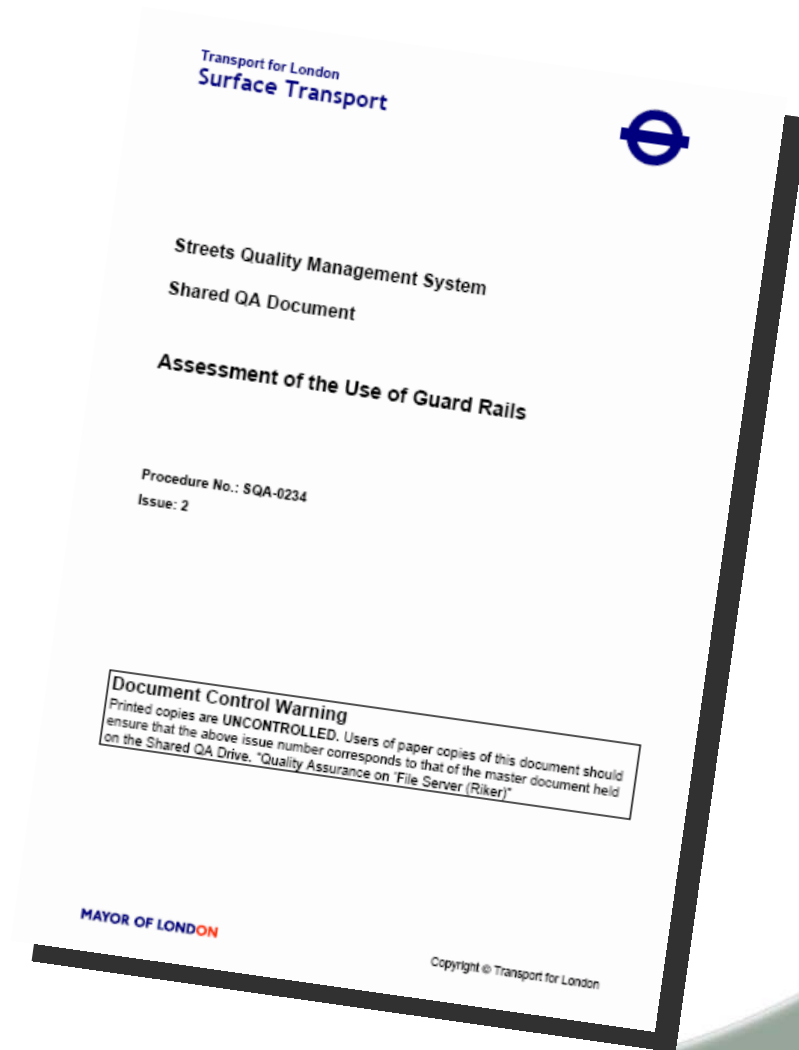 Transport for London
Surface Transport
Streets Quality Management System
Shared QA Document
Assessment of the Use of Guard Rails
Procedure No.: SQA-0234
Issue: 2
Document Control Warning
Printed copies are UNCONTROLLED. Users of paper copies of this document should
ensure that the above issue number corresponds to that of the master document held
on the Shared QA Drive. "Quality Assurance on 'File Server (Riker)"
MAYOR OF LONDON
Copyright © Transport for London